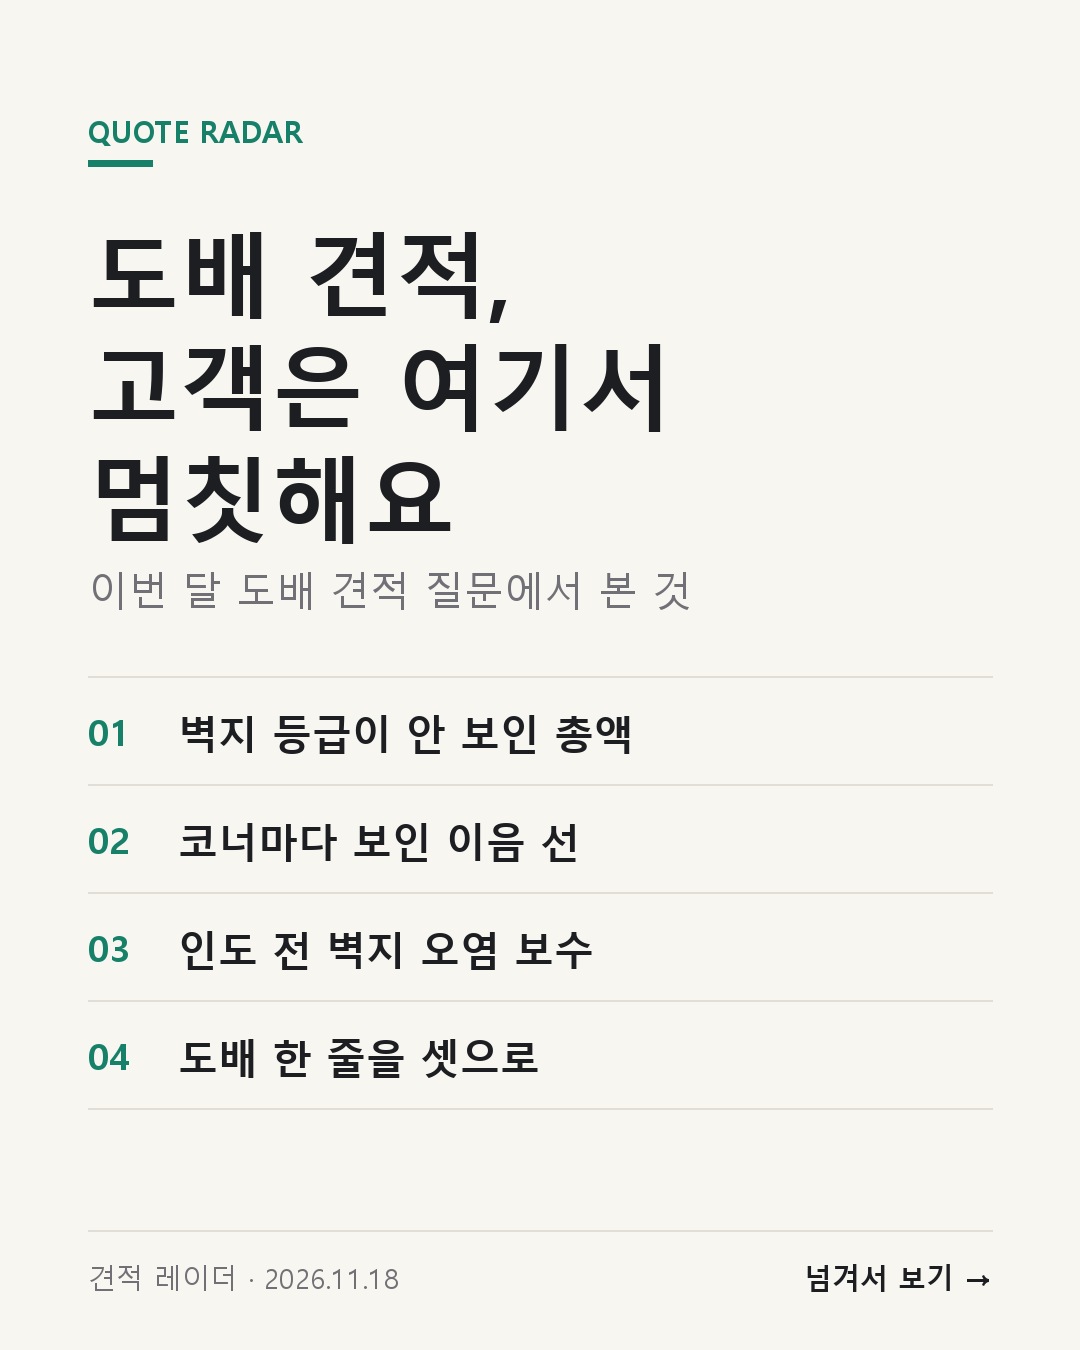 QUOTE RADAR
도배 견적,
고객은 여기서
멈칫해요
이번 달 도배 견적 질문에서 본 것
01 벽지 등급이 안 보인 총액
02 코너마다 보인 이음 선
03 인도 전 벽지 오염 보수
04 도배 한 줄을 셋으로
견적 레이더 · 2026.11.18
넘겨서 보기 →